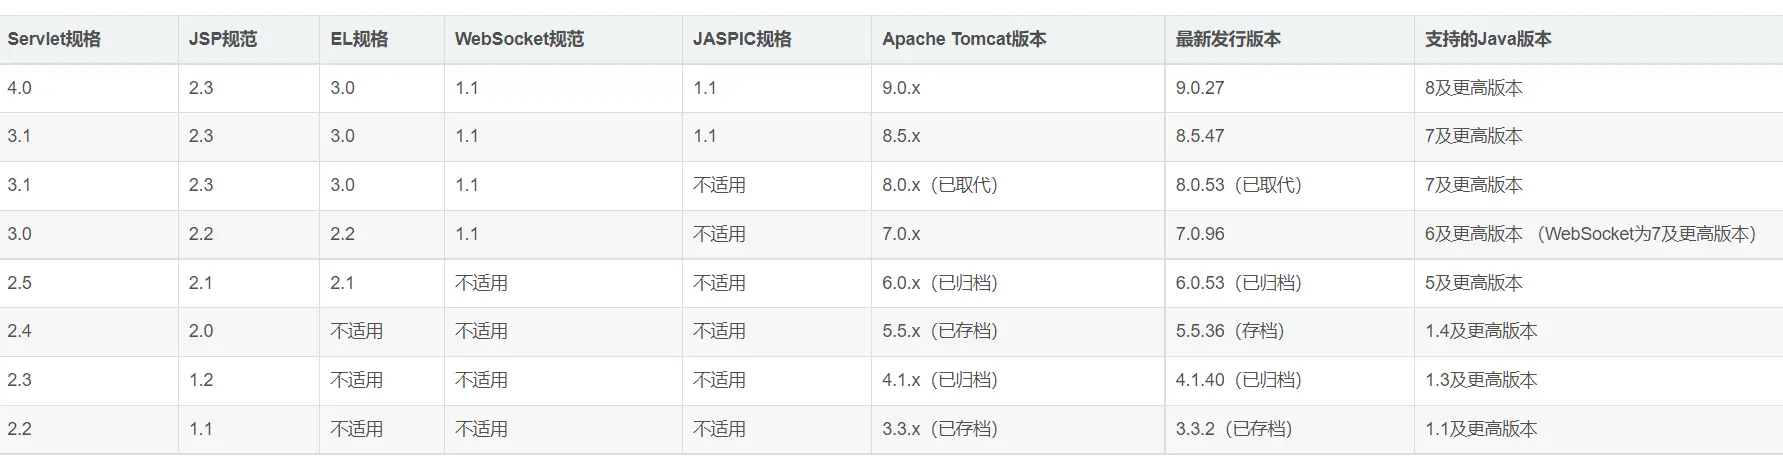 Servlet规格 JSP规范 EL规格 WebSocket规范 JASPIC规格 Apache Tomcat版本 最新发行版本 支持的Java版本
4.0 2.3 3.0 1.1 1.1 9.0.x 9.0.27 8及更高版本
3.1 2.3 3.0 1.1 1.1 8.5.x 8.5.47 7及更高版本
3.1 2.3 3.0 1.1 不适用 8.0.x（已取代） 8.0.53（已取代） 7及更高版本
3.0 2.2 2.2 1.1 不适用 7.0.x 7.0.96 6及更高版本 （WebSocket为7及更高版本）
2.5 2.1 2.1 不适用 不适用 6.0.x（已归档） 6.0.53（已归档） 5及更高版本
2.4 2.0 不适用 不适用 不适用 5.5.x（已存档） 5.5.36（存档） 1.4及更高版本
2.3 1.2 不适用 不适用 不适用 4.1.x（已归档） 4.1.40（已归档） 1.3及更高版本
2.2 1.1 不适用 不适用 不适用 3.3.x（已存档） 3.3.2（已存档） 1.1及更高版本